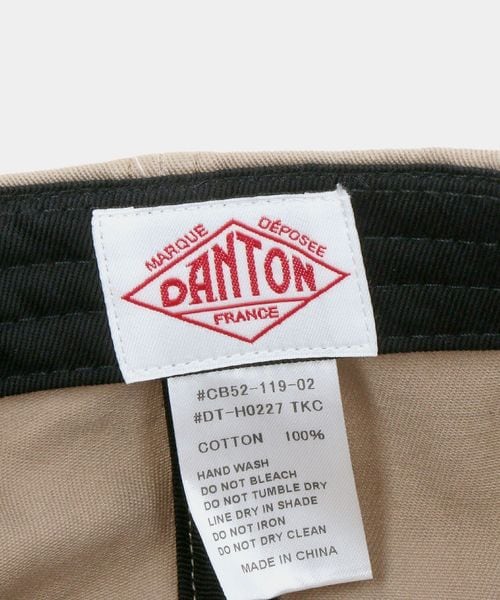 MARQUE DÉPOSÉE
DANTON
FRANCE
#CB52-119-02
#DT-H0227 TKC
COTTON 100%
HAND WASH
DO NOT BLEACH
DO NOT TUMBLE DRY
LINE DRY IN SHADE
DO NOT IRON
DO NOT DRY CLEAN
MADE IN CHINA